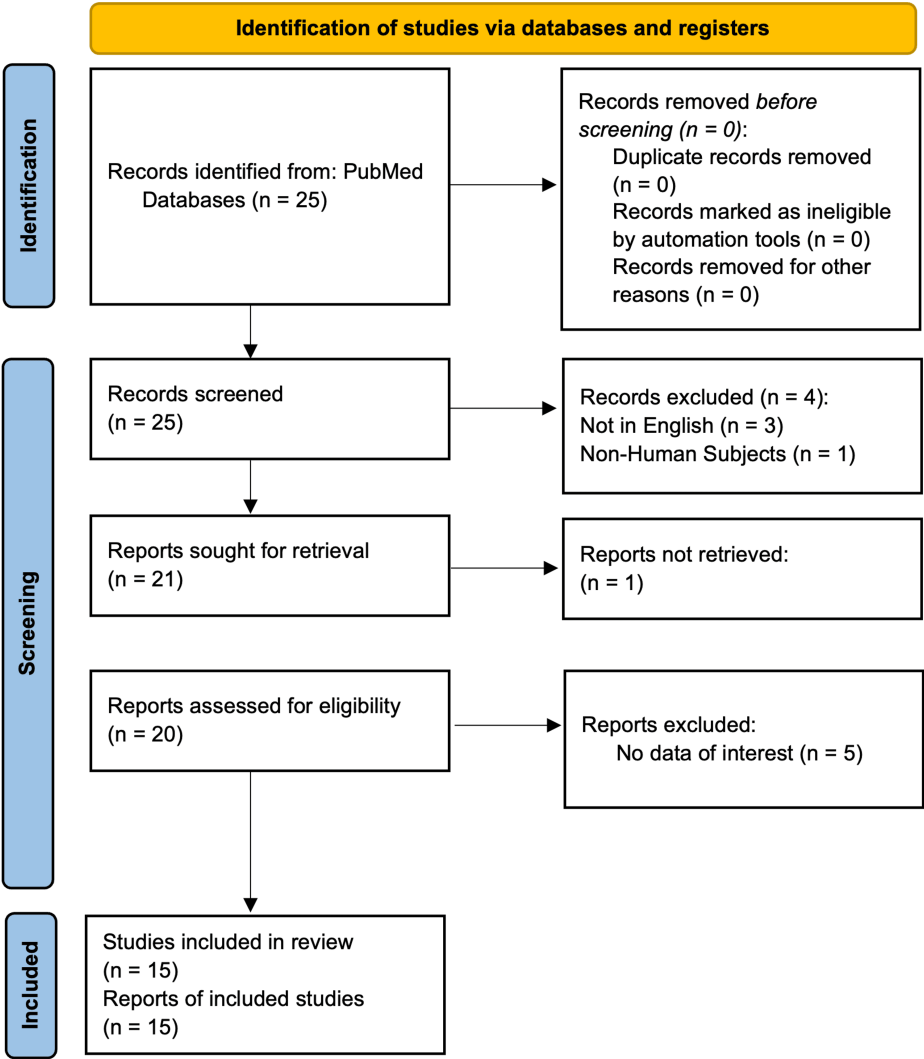 Identification of studies via databases and registers
Identification
Records identified from: PubMed
Databases (n = 25)
Records removed before
screening (n = 0):
Duplicate records removed
(n = 0)
Records marked as ineligible
by automation tools (n = 0)
Records removed for other
reasons (n = 0)
Screening
Records screened
(n = 25)
Records excluded (n = 4):
Not in English (n = 3)
Non-Human Subjects (n = 1)
Reports sought for retrieval
(n = 21)
Reports not retrieved:
(n = 1)
Reports assessed for eligibility
(n = 20)
Reports excluded:
No data of interest (n = 5)
Included
Studies included in review
(n = 15)
Reports of included studies
(n = 15)